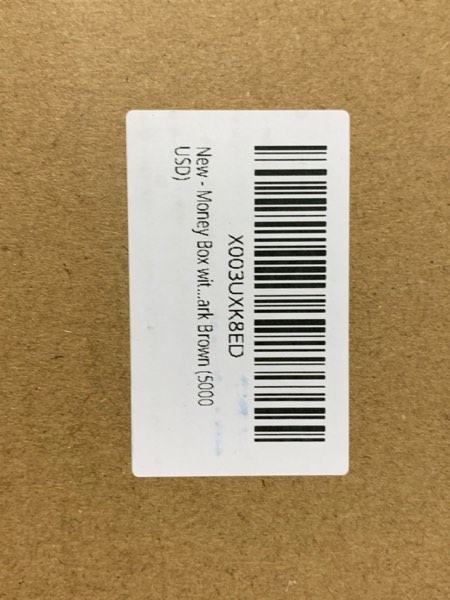 X003UXK8ED
New - Money Box wit...ark Brown (5000
USD)